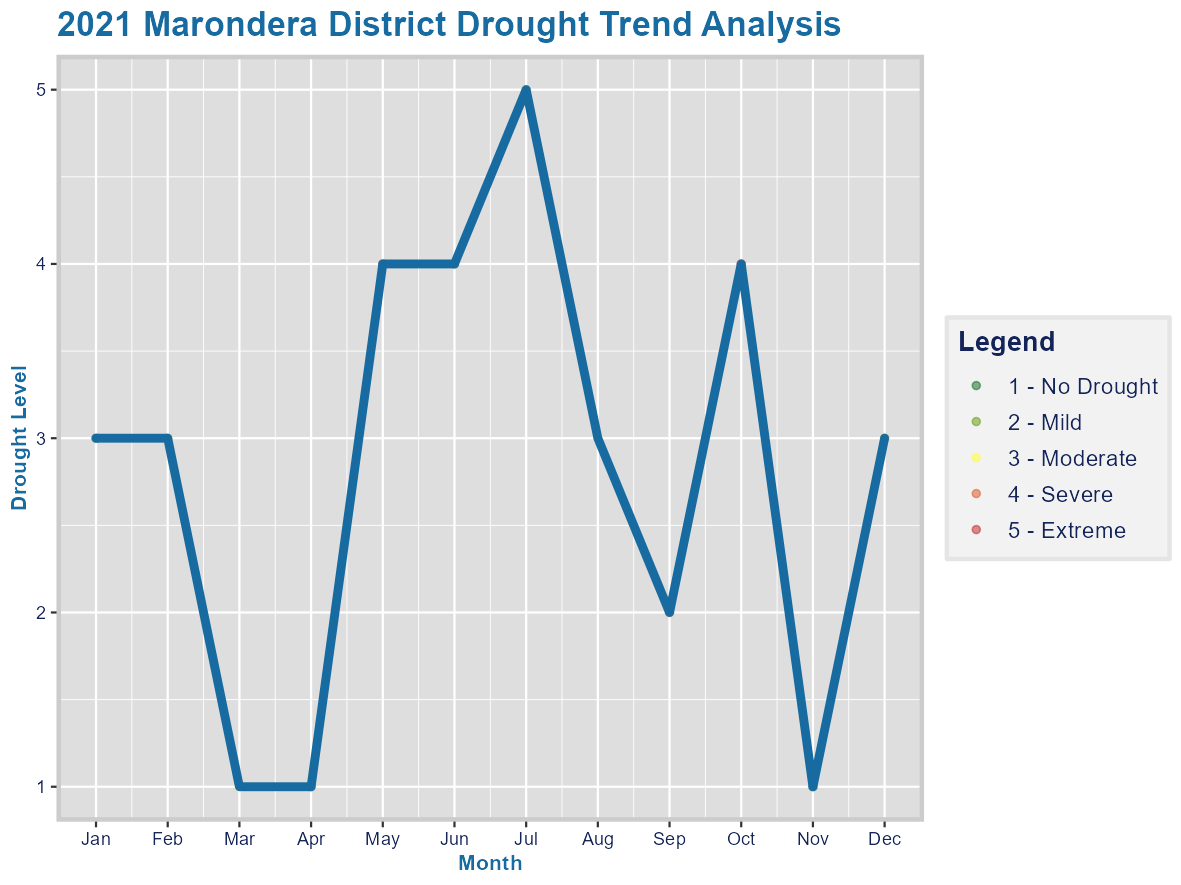 2021 Marondera District Drought Trend Analysis
Drought Level
5
4
3
2
1
Jan Feb Mar Apr May Jun Jul Aug Sep Oct Nov Dec
Month
Legend
1 - No Drought
2 - Mild
3 - Moderate
4 - Severe
5 - Extreme